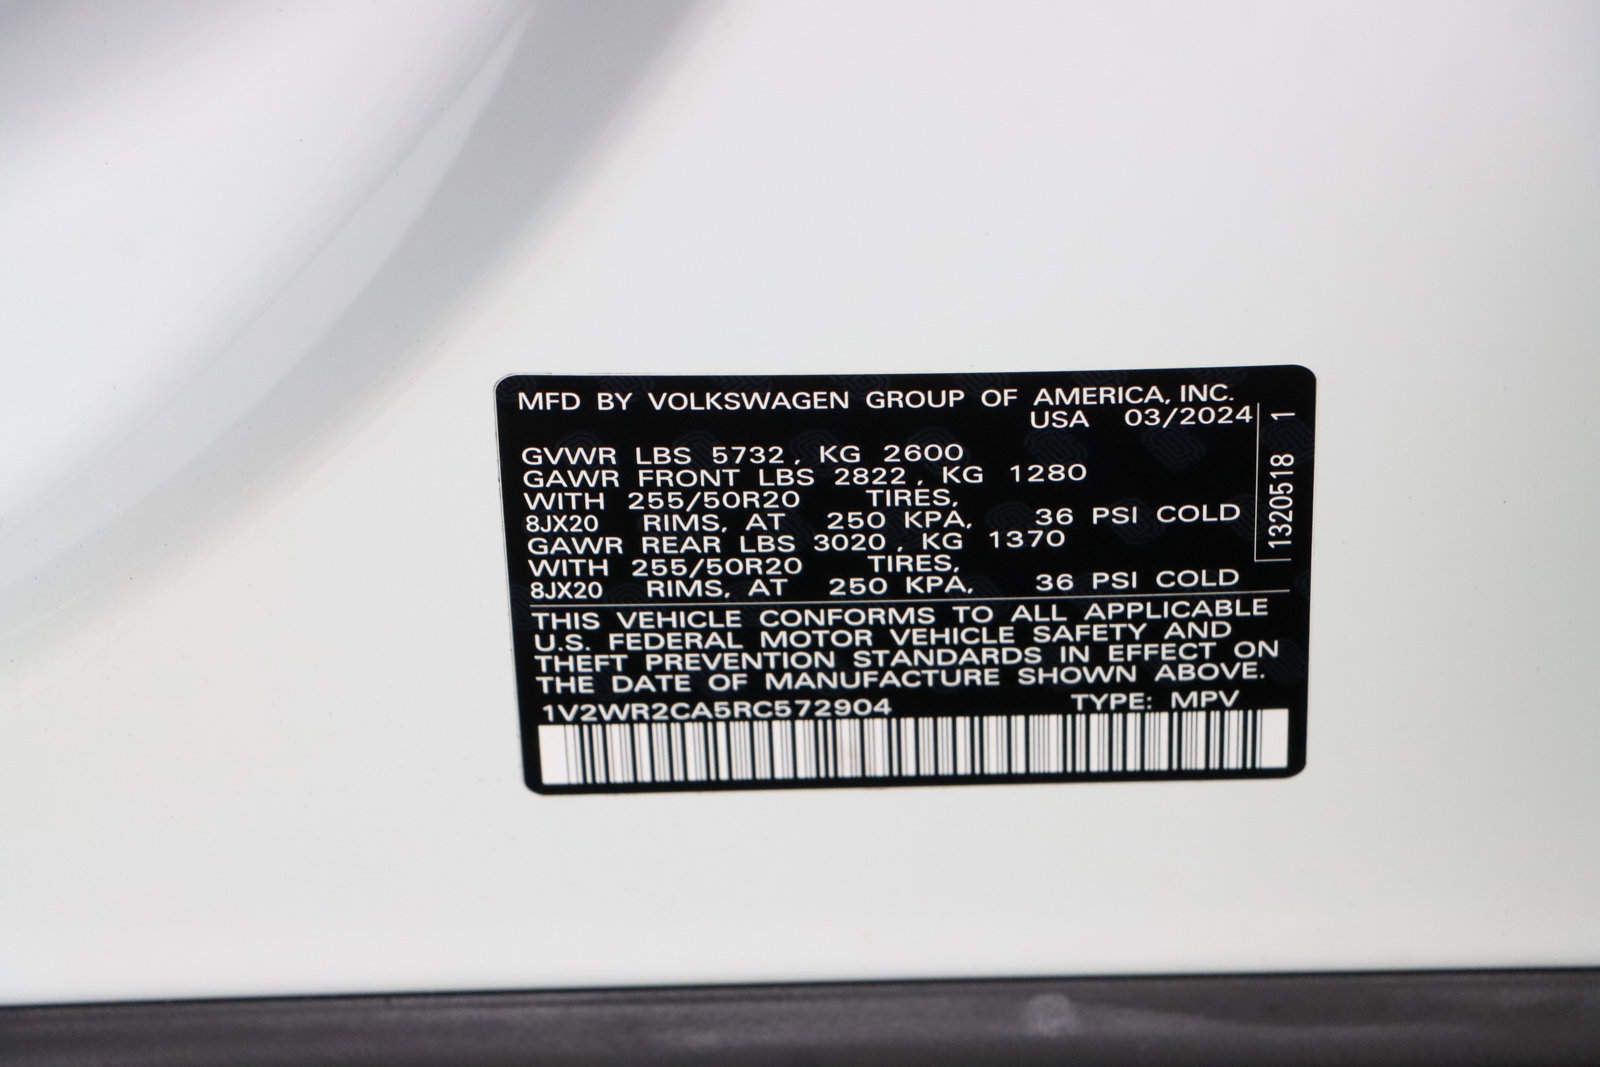 MFD BY VOLKSWAGEN GROUP OF AMERICA, INC.
USA 03/2024
GVWR LBS 5732, KG 2600
GAWR FRONT LBS 2822, KG 1280
WITH 255/50R20 TIRES,
8JX20 RIMS, AT 250 KPA, 36 PSI COLD
GAWR REAR LBS 3020, KG 1370
WITH 255/50R20 TIRES,
8JX20 RIMS, AT 250 KPA, 36 PSI COLD
1320518 1
THIS VEHICLE CONFORMS TO ALL APPLICABLE
U.S. FEDERAL MOTOR VEHICLE SAFETY AND
THEFT PREVENTION STANDARDS IN EFFECT ON
THE DATE OF MANUFACTURE SHOWN ABOVE.
1V2WR2CA5RC572904 TYPE: MPV